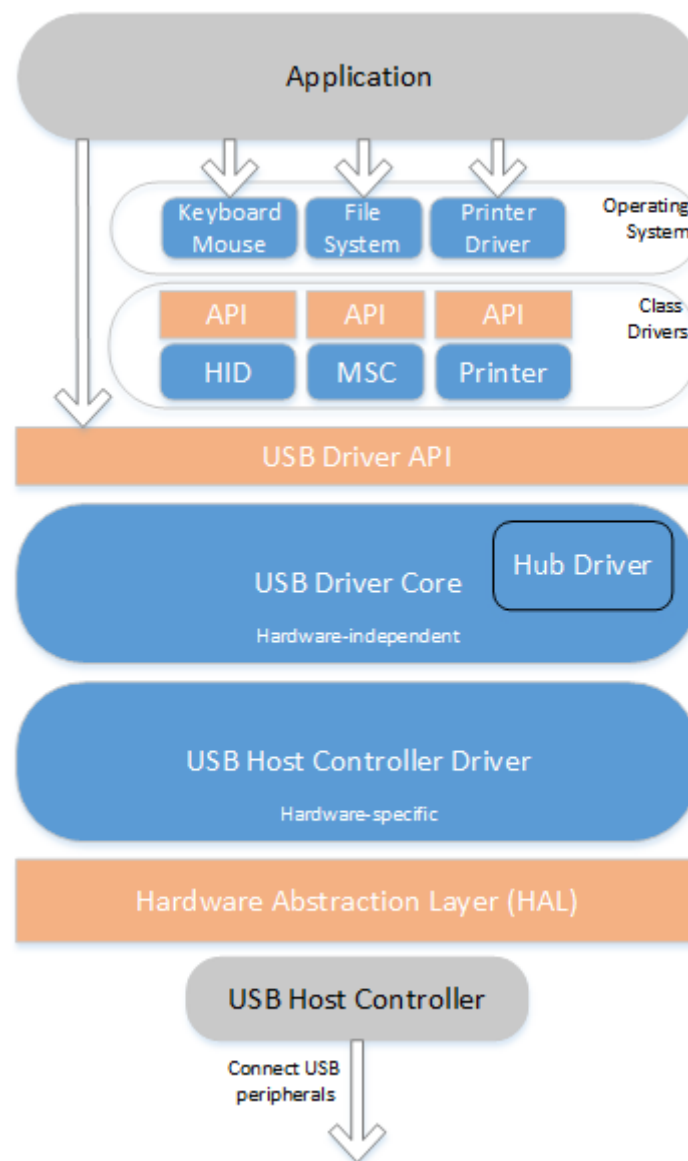 Application
Keyboard
Mouse
File
System
Printer
Driver
Operating
System
API
API
API
Class
Drivers
HID
MSC
Printer
USB Driver API
Hub Driver
USB Driver Core
Hardware-independent
USB Host Controller Driver
Hardware-specific
Hardware Abstraction Layer (HAL)
USB Host Controller
Connect USB
peripherals